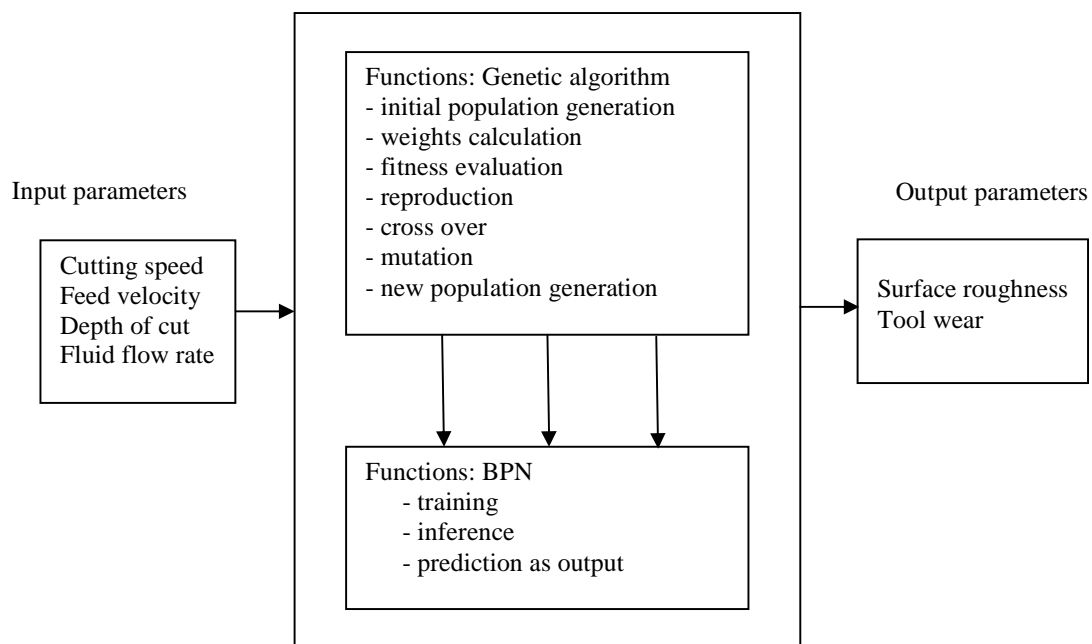 Input parameters
Cutting speed
Feed velocity
Depth of cut
Fluid flow rate
Functions: Genetic algorithm
- initial population generation
- weights calculation
- fitness evaluation
- reproduction
- cross over
- mutation
- new population generation
Functions: BPN
- training
- inference
- prediction as output
Output parameters
Surface roughness
Tool wear